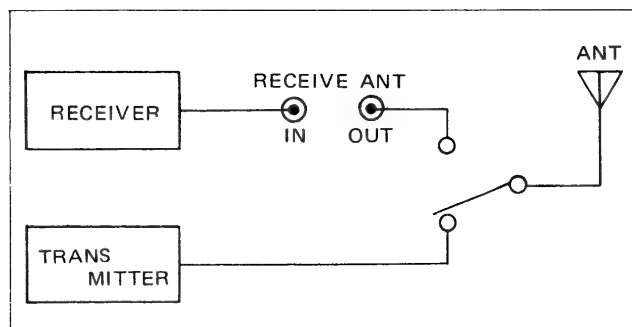 ANT
RECEIVE ANT
RECEIVER
IN OUT
TRANS
MITTER